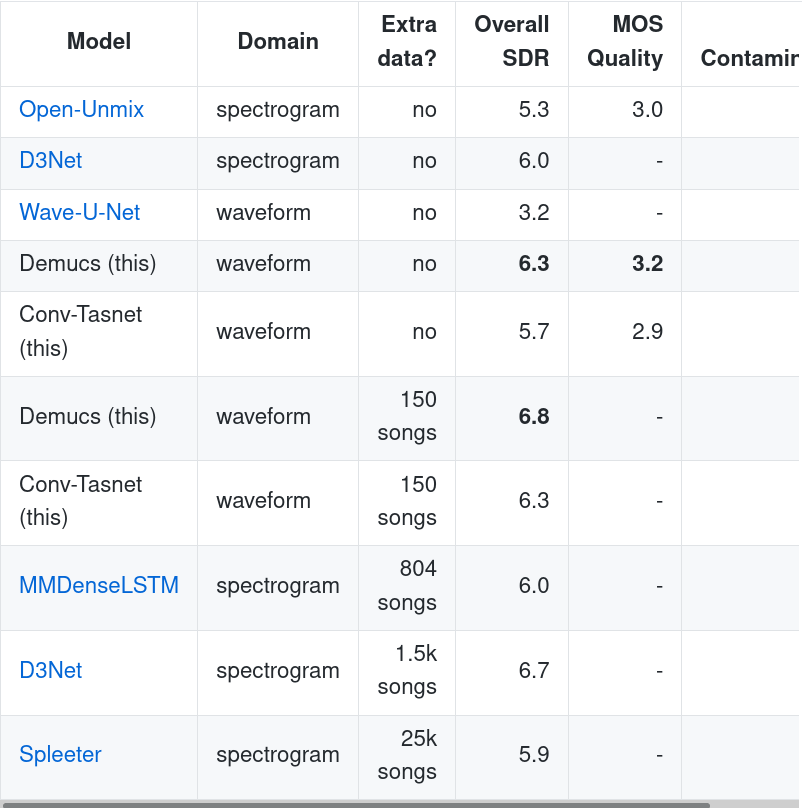 Model Domain Extra data? Overall SDR MOS Quality Contamin
Open-Unmix spectrogram no 5.3 3.0
D3Net spectrogram no 6.0 -
Wave-U-Net waveform no 3.2 -
Demucs (this) waveform no 6.3 3.2
Conv-Tasnet (this) waveform no 5.7 2.9
Demucs (this) waveform 150 songs 6.8 -
Conv-Tasnet (this) waveform 150 songs 6.3 -
MMDenseLSTM spectrogram 804 songs 6.0 -
D3Net spectrogram 1.5k songs 6.7 -
Spleeter spectrogram 25k songs 5.9 -